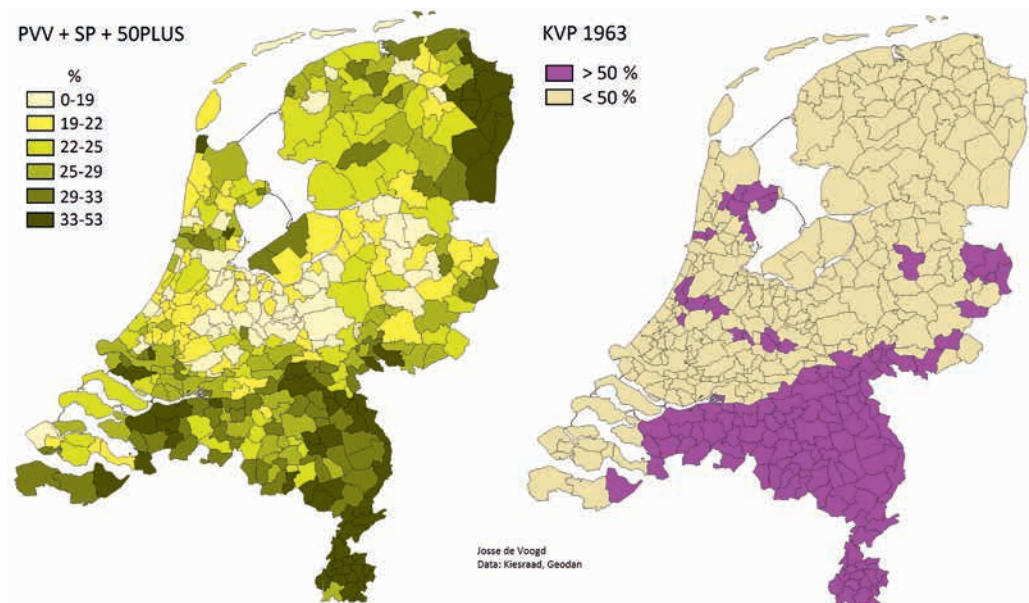 PVV + SP + 50PLUS
%
0-19
19-22
22-25
25-29
29-33
33-53
KVP 1963
> 50 %
< 50 %
Josse de Voogd
Data: Kiesraad, Geodan